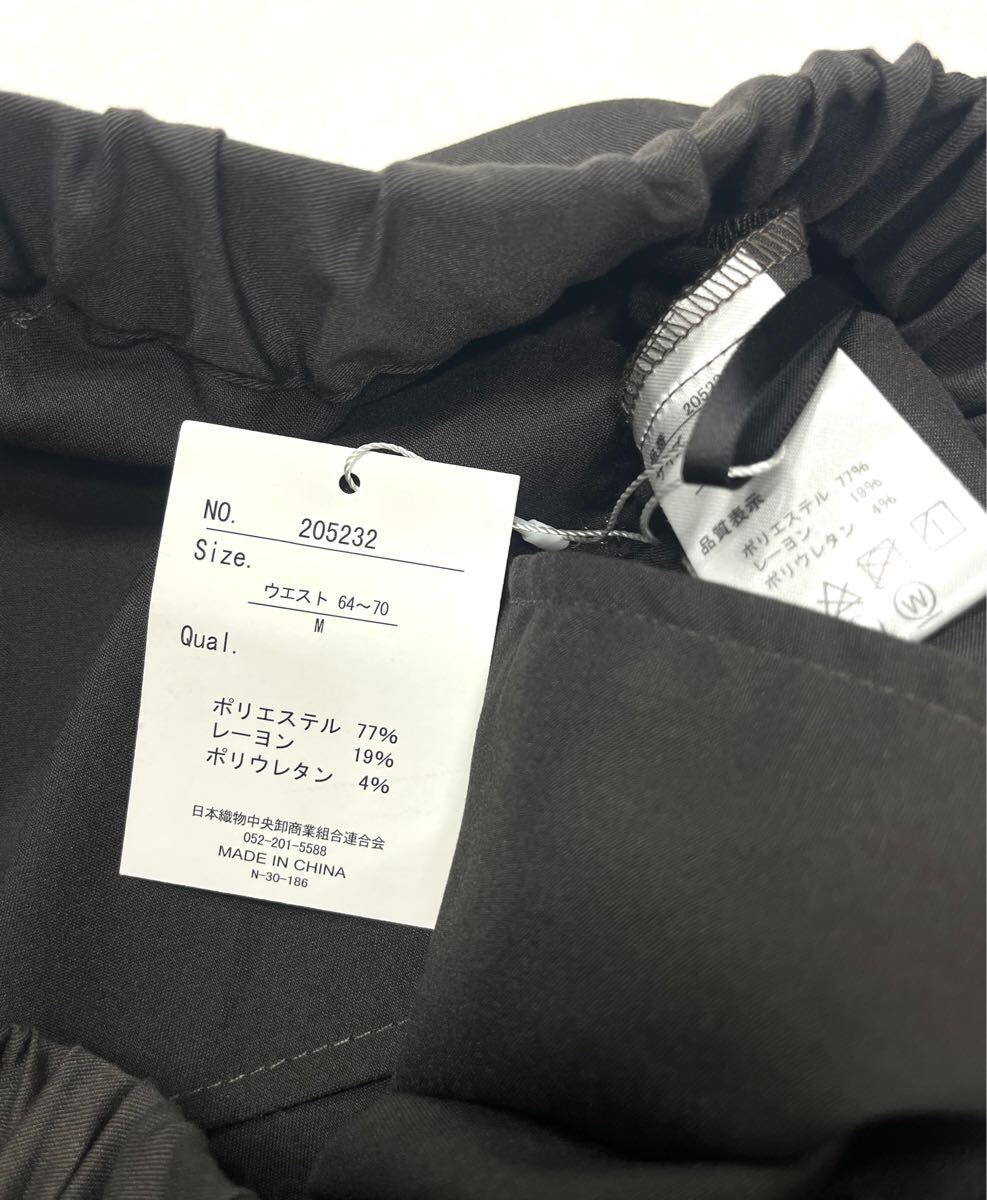 NO. 205232
Size.
ウエスト 64～70
M
Qual.
ポリエステル 77%
レーヨン 19%
ポリウレタン 4%
日本織物中央卸商業組合連合会
052-201-5588
MADE IN CHINA
N-30-186
品質表示
ポリエステル 77%
レーヨン 19%
ポリウレタン 4%
W